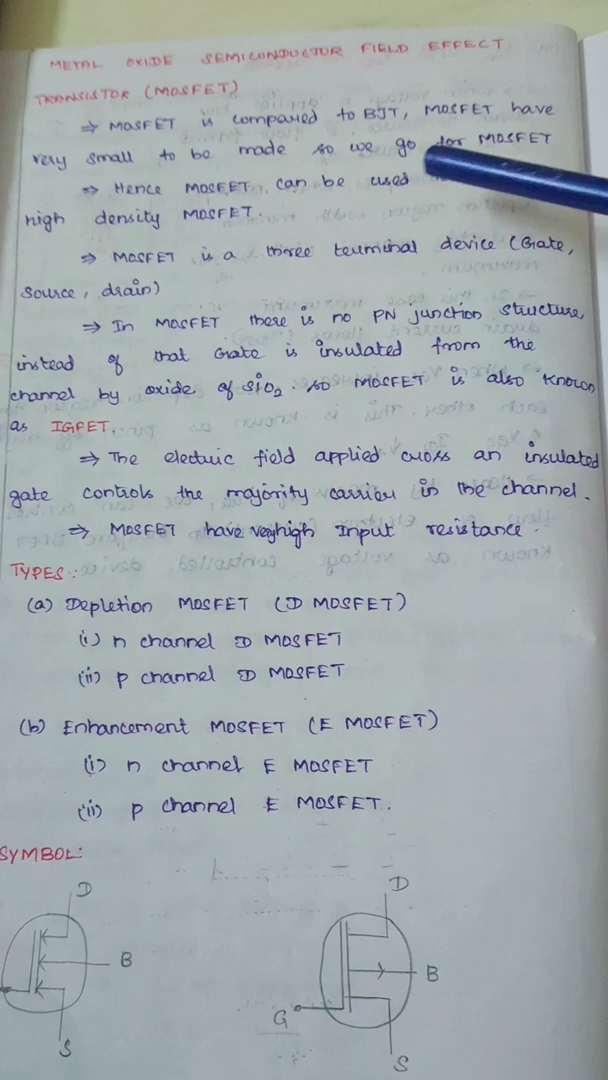 METAL OXIDE SEMICONDUCTOR FIELD EFFECT
TRANSISTOR (MOSFET)
⇒ MOSFET is compared to BJT, MOSFET have
very small to be made so we go for MOSFET
⇒ Hence MOSFET can be used
high density MOSFET.
⇒ MOSFET is a three terminal device (Gate,
source, drain)
⇒ In MOSFET there is no PN junction structure,
instead of that Gate is insulated from the
channel by oxide of SiO2. so MOSFET is also known
as IGFET.
⇒ The electric field applied cross an insulated
gate controls the majority carrier in the channel.
⇒ MOSFET have very high Input resistance.
TYPES:
(a) Depletion MOSFET (D MOSFET)
(i) n channel D MOSFET
(ii) p channel D MOSFET
(b) Enhancement MOSFET (E MOSFET)
(i) n channel E MOSFET
(ii) p channel E MOSFET.
SYMBOL:
D D
B B
G
S S